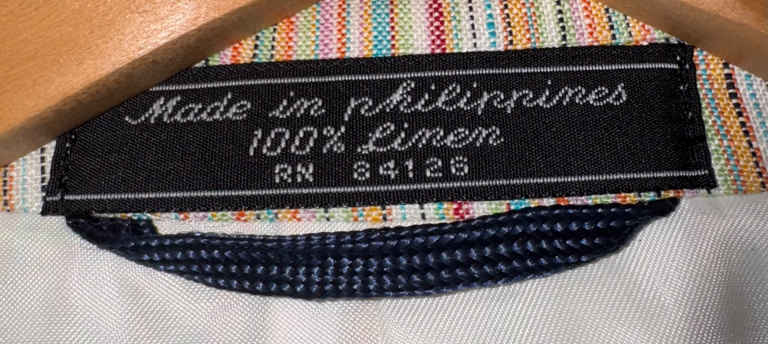 Made in philippines
100% linen
RN 84126